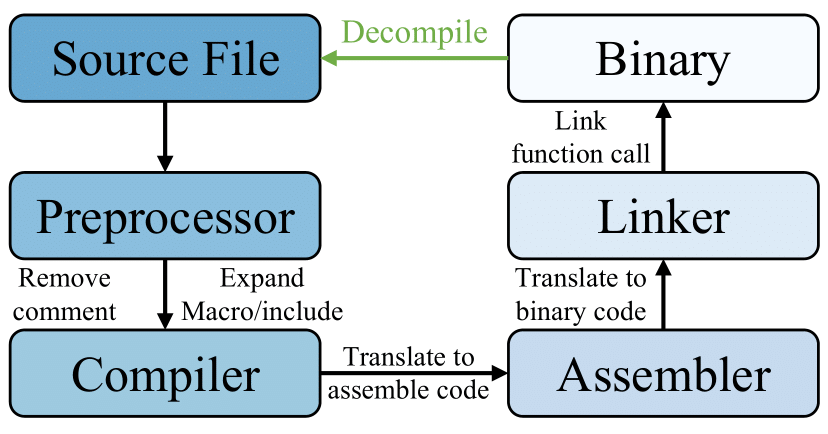 Source File
Decompile
Binary
Link
function call
Preprocessor
Linker
Remove
comment
Expand
Macro/include
Translate to
binary code
Compiler
Translate to
assemble code
Assembler